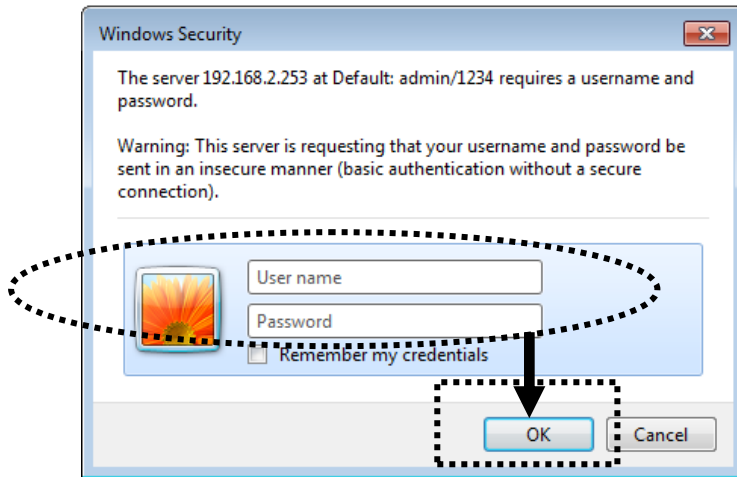 Windows Security
The server 192.168.2.253 at Default: admin/1234 requires a username and
password.
Warning: This server is requesting that your username and password be
sent in an insecure manner (basic authentication without a secure
connection).
User name
Password
Remember my credentials
OK
Cancel